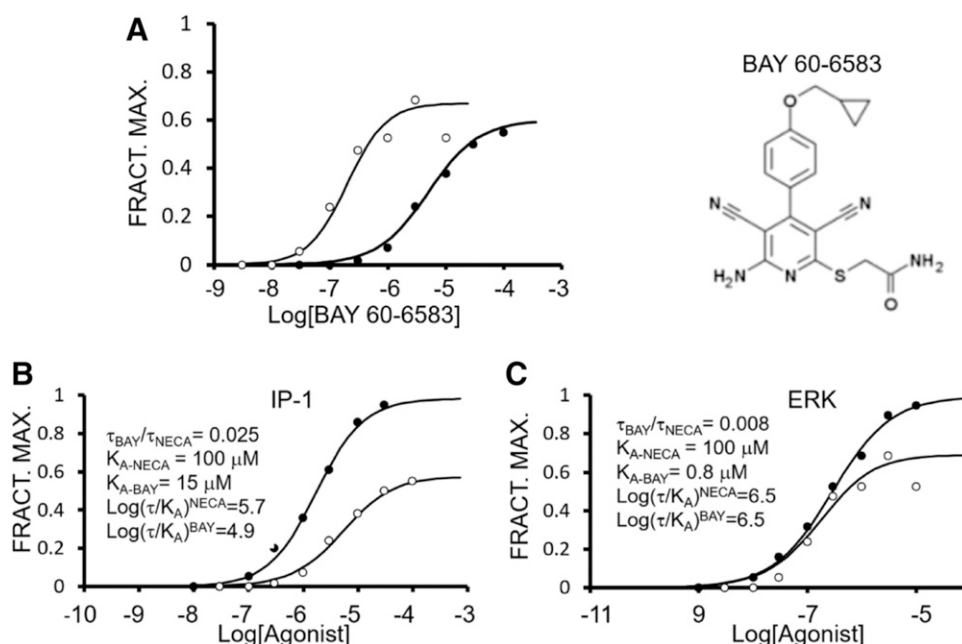 A
1
0.8
0.6
0.4
0.2
0
FRACT. MAX.
-9 -8 -7 -6 -5 -4 -3
Log[BAY 60-6583]
BAY 60-6583
O
N
N
H₂N
N
S
NH₂
O
B
IP-1
1
0.8
0.6
0.4
0.2
0
FRACT. MAX.
τBAY/τNECA= 0.025
KA-NECA = 100 μM
KA-BAY = 15 μM
Log(τ/KA)NECA=5.7
Log(τ/KA)BAY=4.9
-10 -9 -8 -7 -6 -5 -4 -3
Log[Agonist]
C
ERK
1
0.8
0.6
0.4
0.2
0
FRACT. MAX.
τBAY/τNECA= 0.008
KA-NECA = 100 μM
KA-BAY = 0.8 μM
Log(τ/KA)NECA=6.5
Log(τ/KA)BAY=6.5
-11 -9 -7 -5
Log[Agonist]